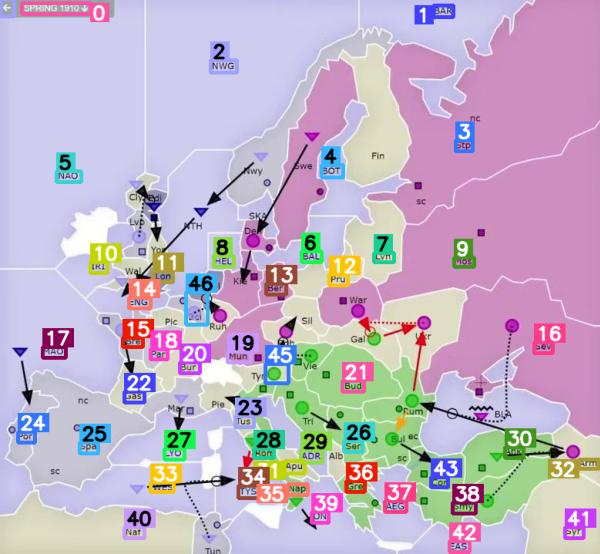 SPRING 1910
0
1 BAR
2
NWG
3
nc
4
BOT
Fin
5
NAO
Nwy
Swe
Cly
Edi
NTH
SKA
sc
Lvp
Den
6
BAL
7
Lvn
8
HEL
9
Mos
10
IRI
Yor
11
Lon
12
Pru
Wal
Kie
13
Ber
14
ENG
46
War
Ruh
Pic
15
Sil
Gal
Ukr
16
Sev
17
MAO
18
Par
19
Mun
20
Bur
45
Vie
Tyr
21
Bud
22
Gas
Mar
Pie
23
Tus
Rum
BLA
nc
24
Por
25
Spa
27
LYO
28
Tri
26
Ser
Bul ec
30
Ank
29
ADR
Alb
43
Con
sc
33
34
TYS
Apu
35
Nap
36
Gre
32
Arm
37
AEG
38
Smy
39
ION
40
Naf
Tun
41
Syr
42
EAS